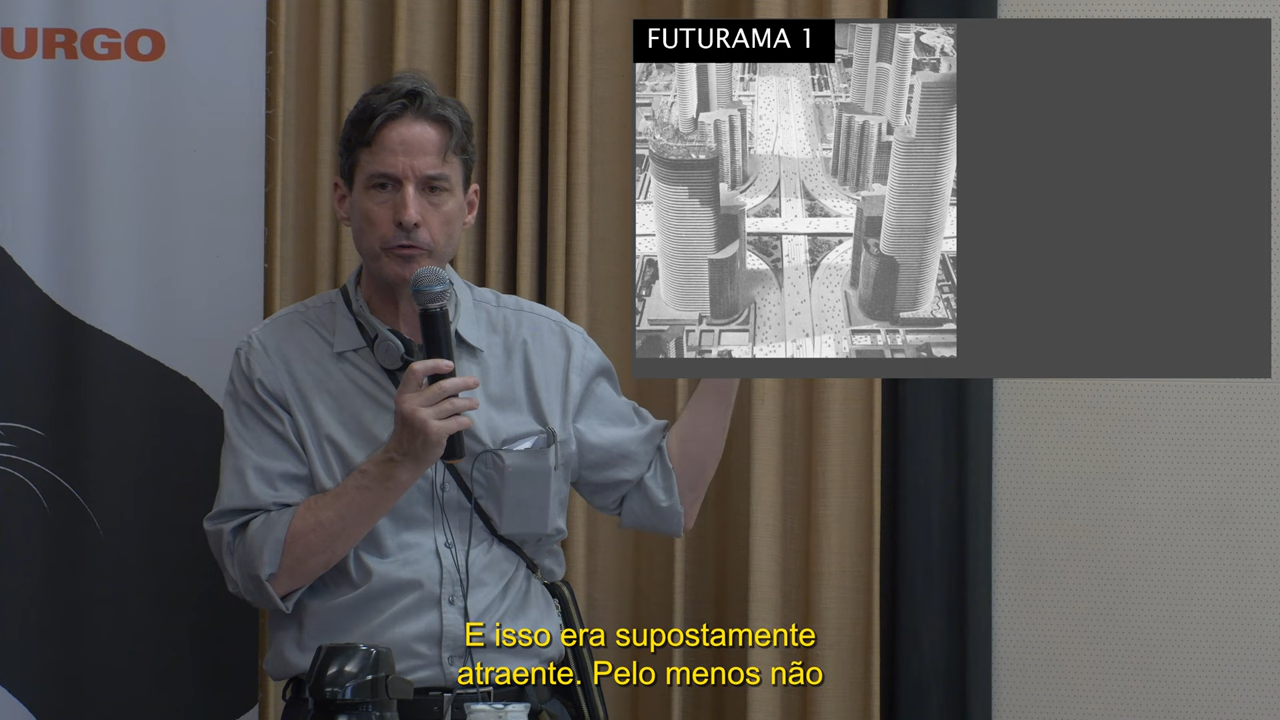 URGO
FUTURAMA 1
E isso era supostamente
atraente. Pelo menos não